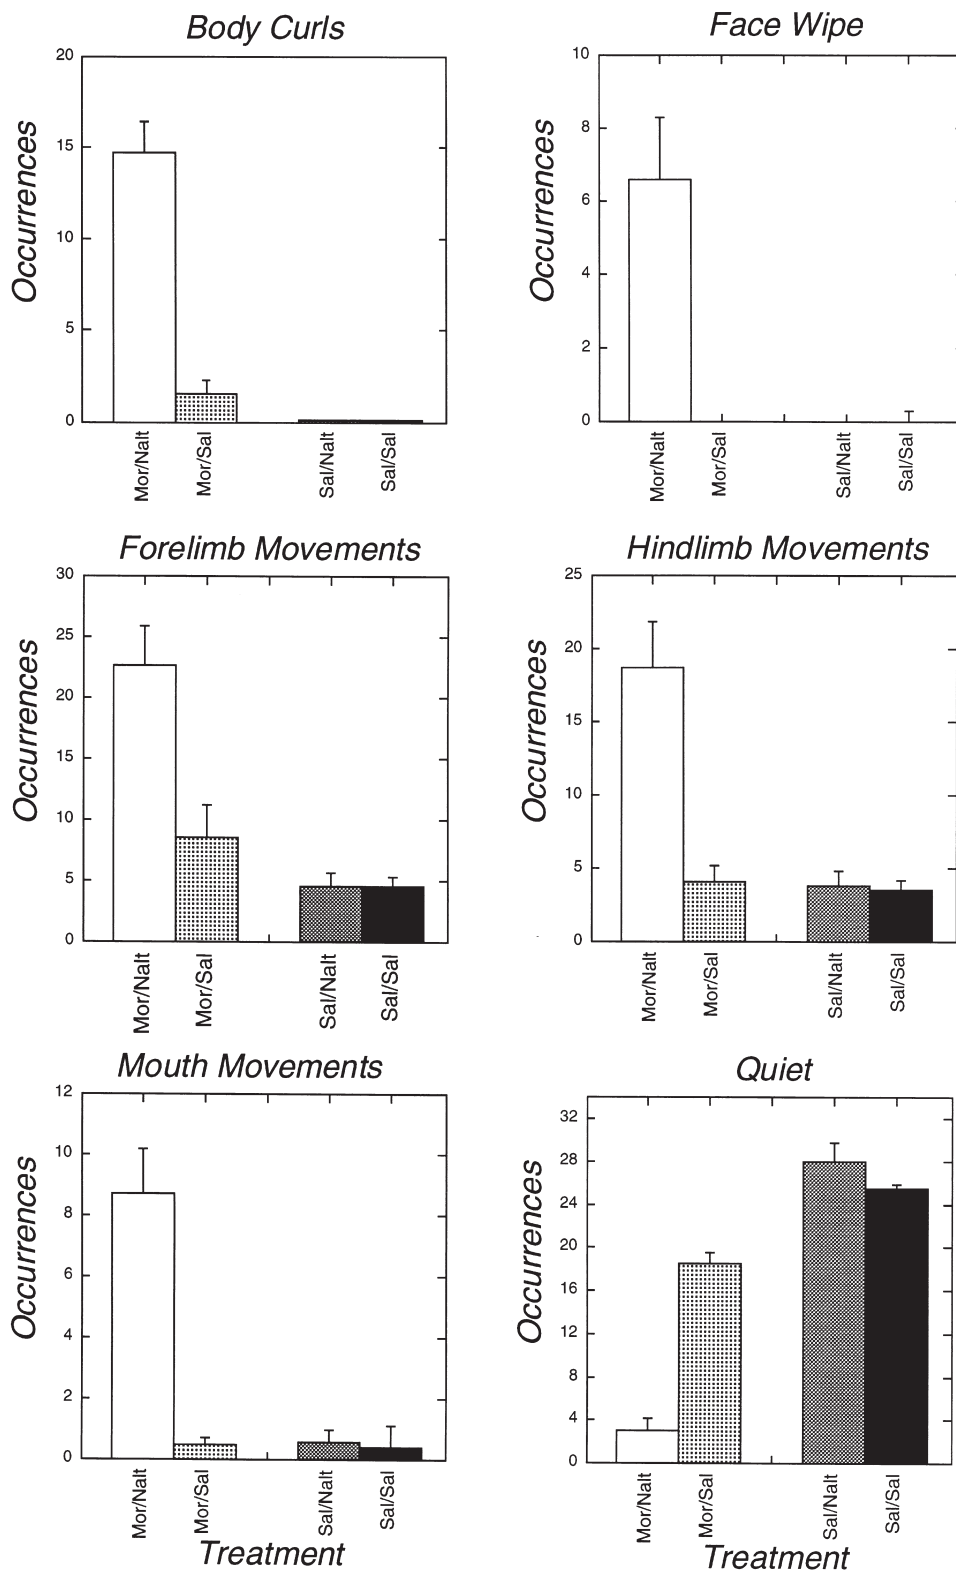 Body Curls
20
15
10
5
0
Occurrences
Mor/Nalt
Mor/Sal
Sal/Nalt
Sal/Sal
Face Wipe
10
8
6
4
2
0
Occurrences
Mor/Nalt
Mor/Sal
Sal/Nalt
Sal/Sal
Forelimb Movements
30
25
20
15
10
5
0
Occurrences
Mor/Nalt
Mor/Sal
Sal/Nalt
Sal/Sal
Hindlimb Movements
25
20
15
10
5
0
Occurrences
Mor/Nalt
Mor/Sal
Sal/Nalt
Sal/Sal
Mouth Movements
12
10
8
6
4
2
0
Occurrences
Mor/Nalt
Mor/Sal
Sal/Nalt
Sal/Sal
Treatment
Quiet
32
28
24
20
16
12
8
4
0
Occurrences
Mor/Nalt
Mor/Sal
Sal/Nalt
Sal/Sal
Treatment